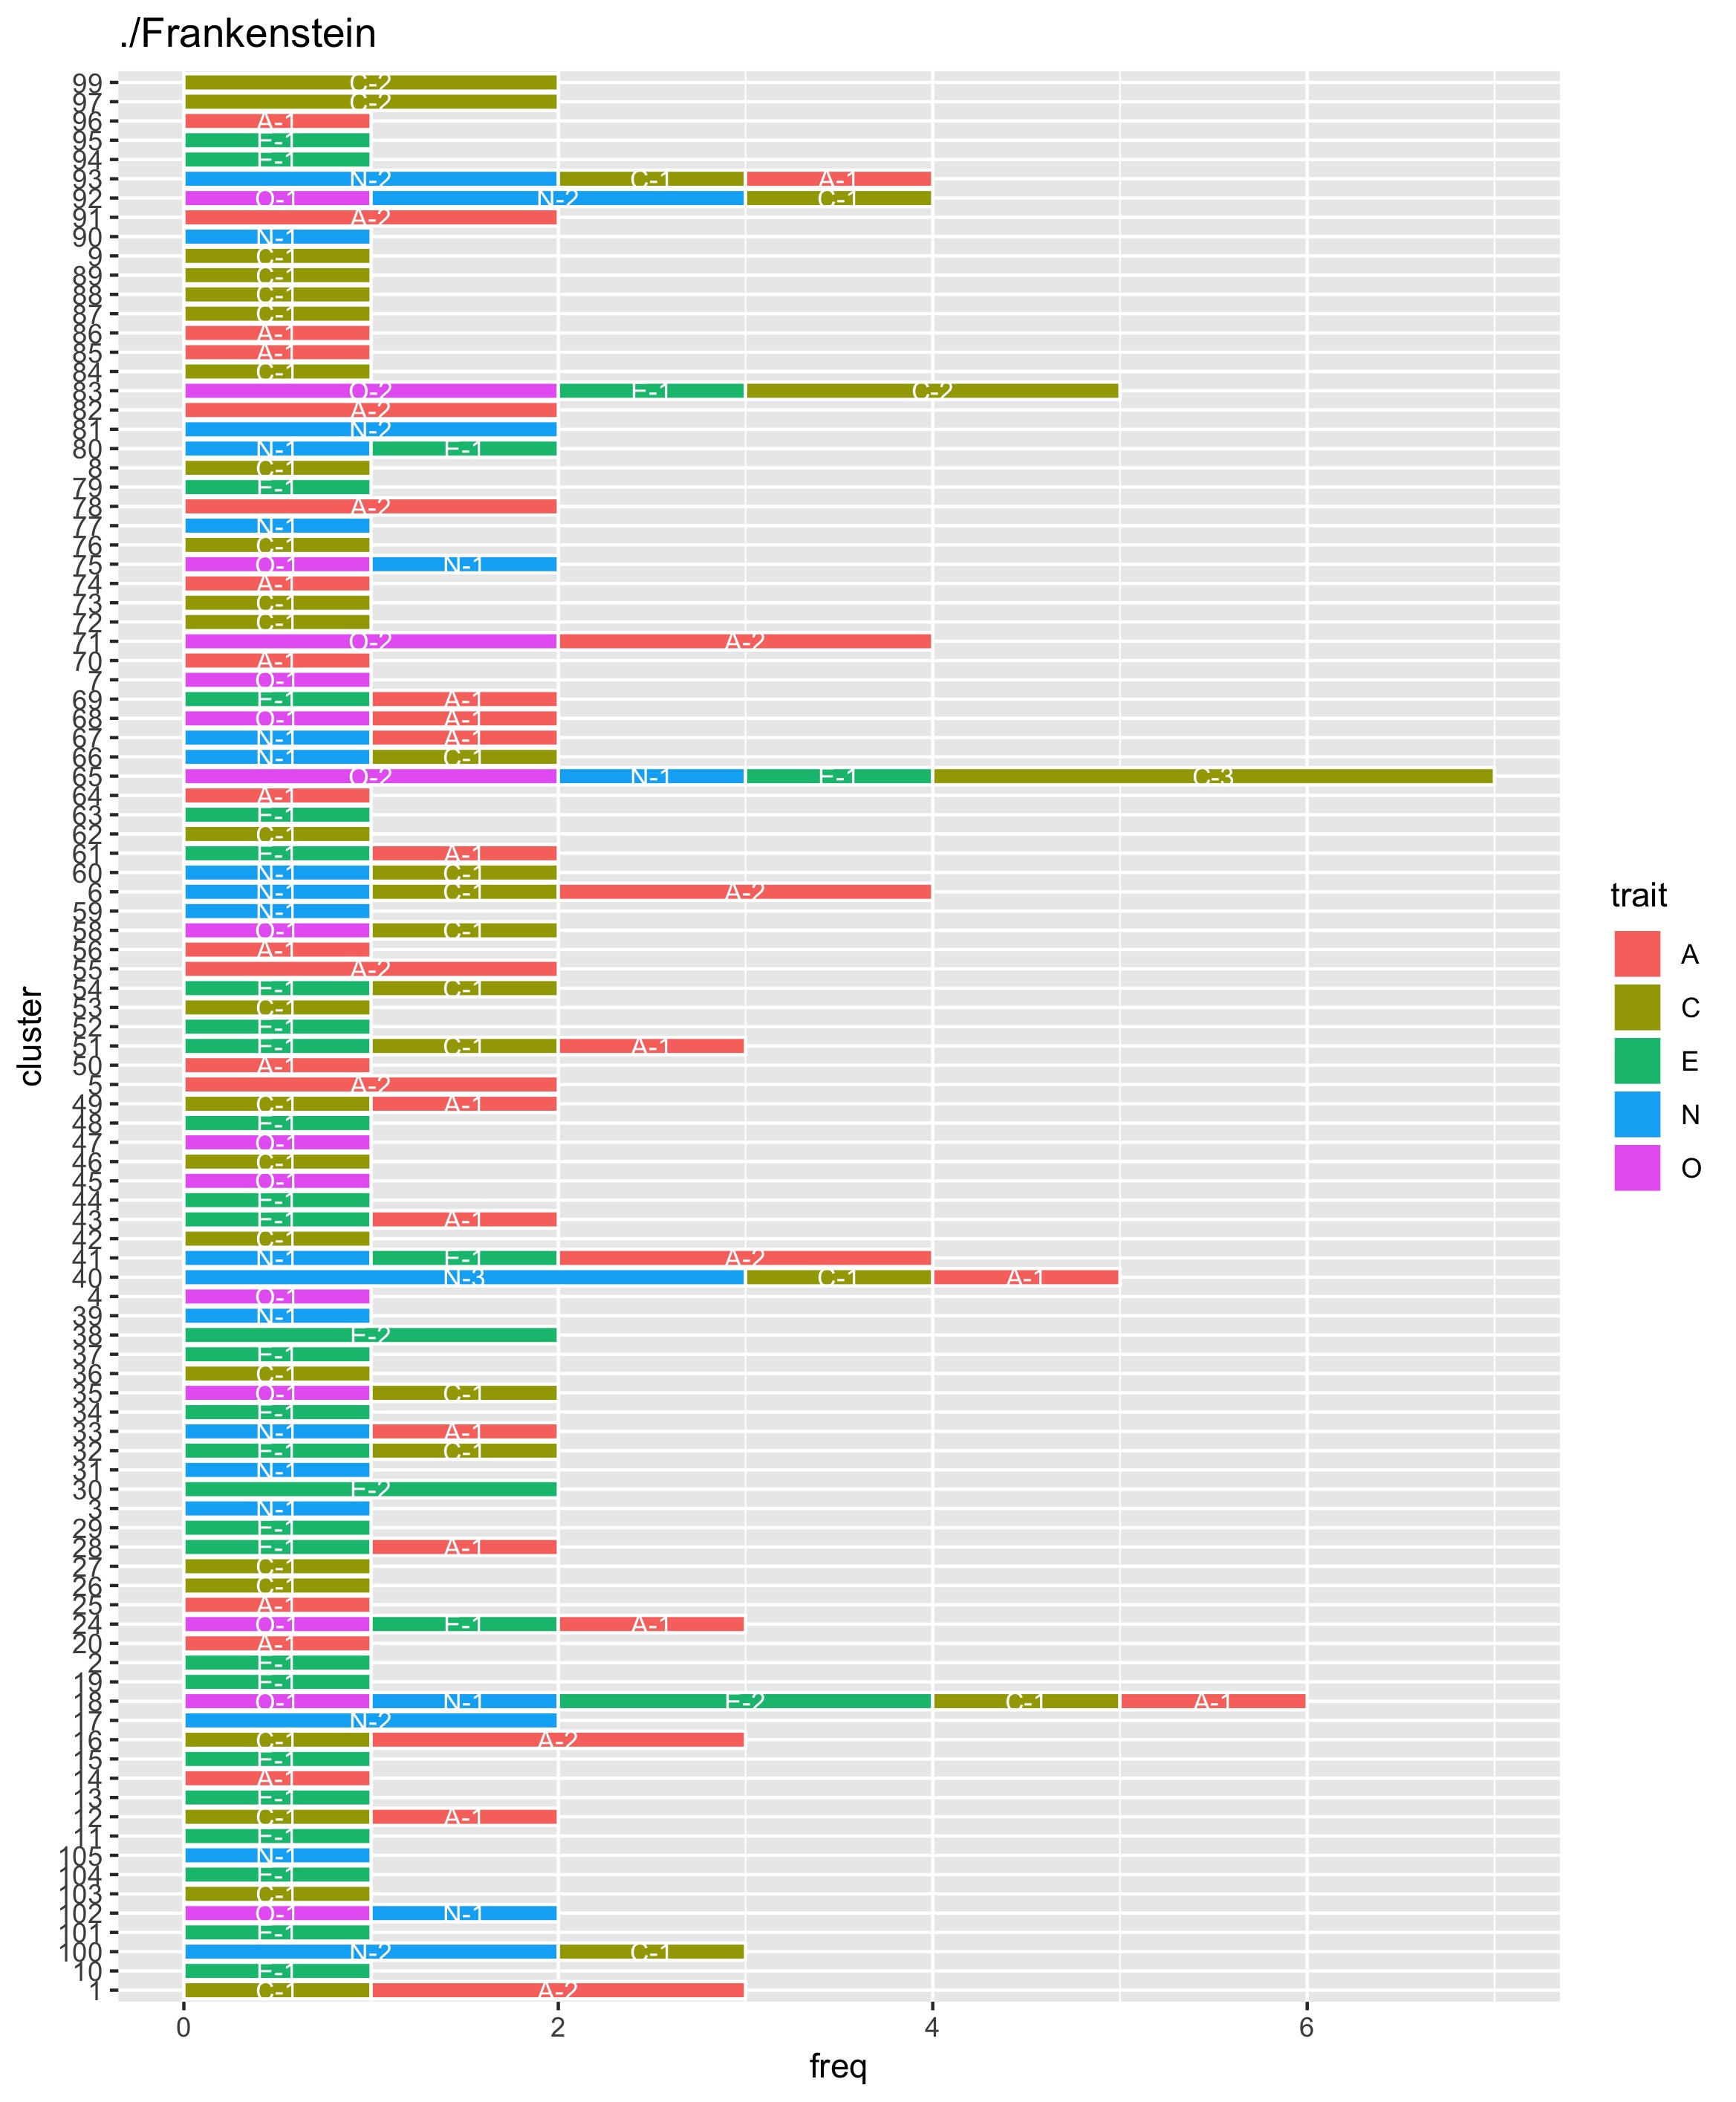 ./Frankenstein
99 C-2
97 C-2
96 A-1
95 E-1
94 E-1
93 N-2 C-1 A-1
92 O-1 N-2 C-1
91 A-2
90 N-1
9 C-1
89 C-1
88 C-1
87 C-1
86 A-1
85 A-1
84 C-1
83 O-2 E-1 C-2
82 A-2
81 N-2
80 N-1 E-1
8 C-1
79 E-1
78 A-2
77 N-1
76 C-1
75 O-1 N-1
74 A-1
73 C-1
72 C-1
71 O-2 A-2
70 A-1
7 O-1
69 E-1 A-1
68 O-1 A-1
67 N-1 A-1
66 N-1 C-1
65 O-2 N-1 E-1 C-3
64 A-1
63 E-1
62 C-1
61 E-1 A-1
60 N-1 C-1
6 N-1 C-1 A-2
59 N-1
58 O-1 C-1
56 A-1
55 A-2
54 E-1 C-1
53 C-1
52 E-1
51 E-1 C-1 A-1
50 A-1
5 A-2
49 C-1 A-1
48 E-1
47 O-1
46 C-1
45 O-1
44 E-1
43 E-1 A-1
42 C-1
41 N-1 E-1 A-2
40 N-3 C-1 A-1
4 O-1
39 N-1
38 E-2
37 E-1
36 C-1
35 O-1 C-1
34 E-1
33 N-1 A-1
32 E-1 C-1
31 N-1
30 E-2
3 N-1
29 E-1
28 E-1 A-1
27 C-1
26 C-1
25 A-1
24 O-1 E-1 A-1
20 A-1
2 E-1
19 E-1
18 O-1 N-1 E-2 C-1 A-1
17 N-2
16 C-1 A-2
15 E-1
14 A-1
13 E-1
12 C-1 A-1
11 E-1
105 N-1
104 E-1
103 C-1
102 O-1 N-1
101 E-1
100 N-2 C-1
10 E-1
1 C-1 A-2
0 2 4 6
freq
cluster
trait
A
C
E
N
O